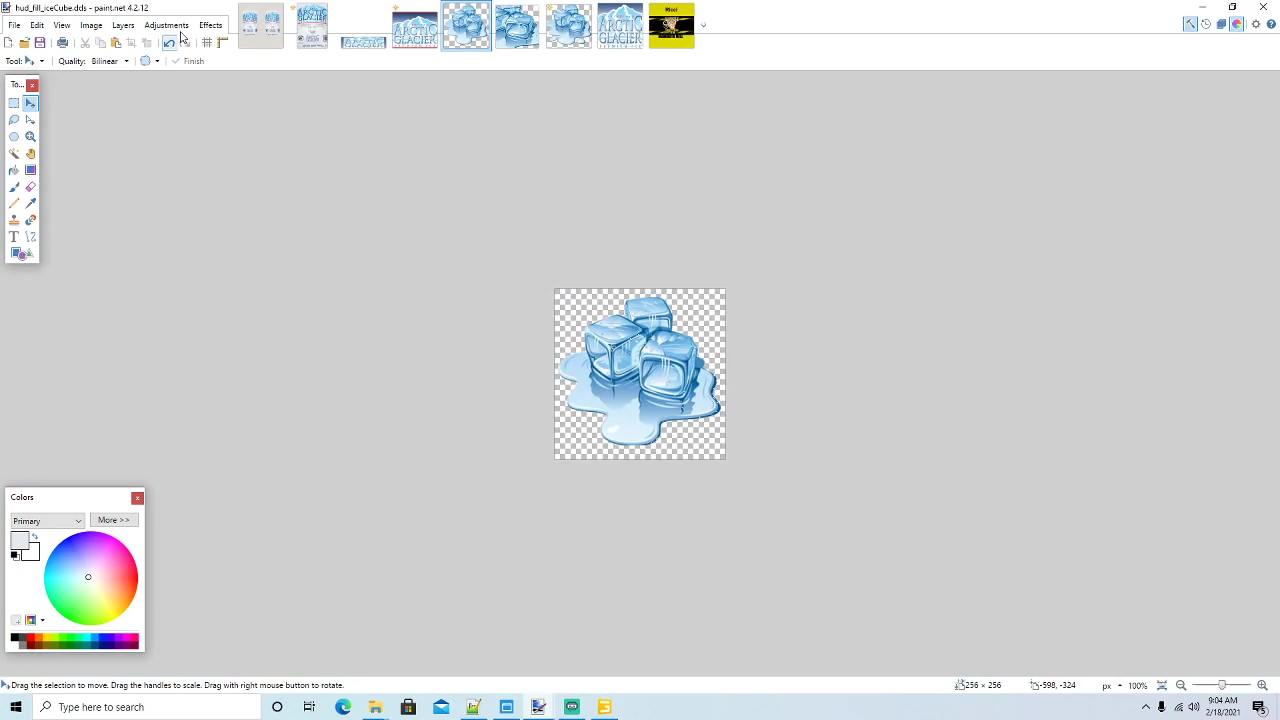 hud_fill_iceCube.dds - paint.net 4.2.12
File Edit View Image Layers Adjustments Effects
ARCTIC GLACIER
ARCTIC GLACIER
ARCTIC GLACIER
Tool: Quality: Bilinear Finish
To... x
Colors x
Primary More >>
Drag the selection to move. Drag the handles to scale. Drag with right mouse button to rotate.
256 × 256 -598, -324 px 100%
Type here to search
9:04 AM
2/18/2021